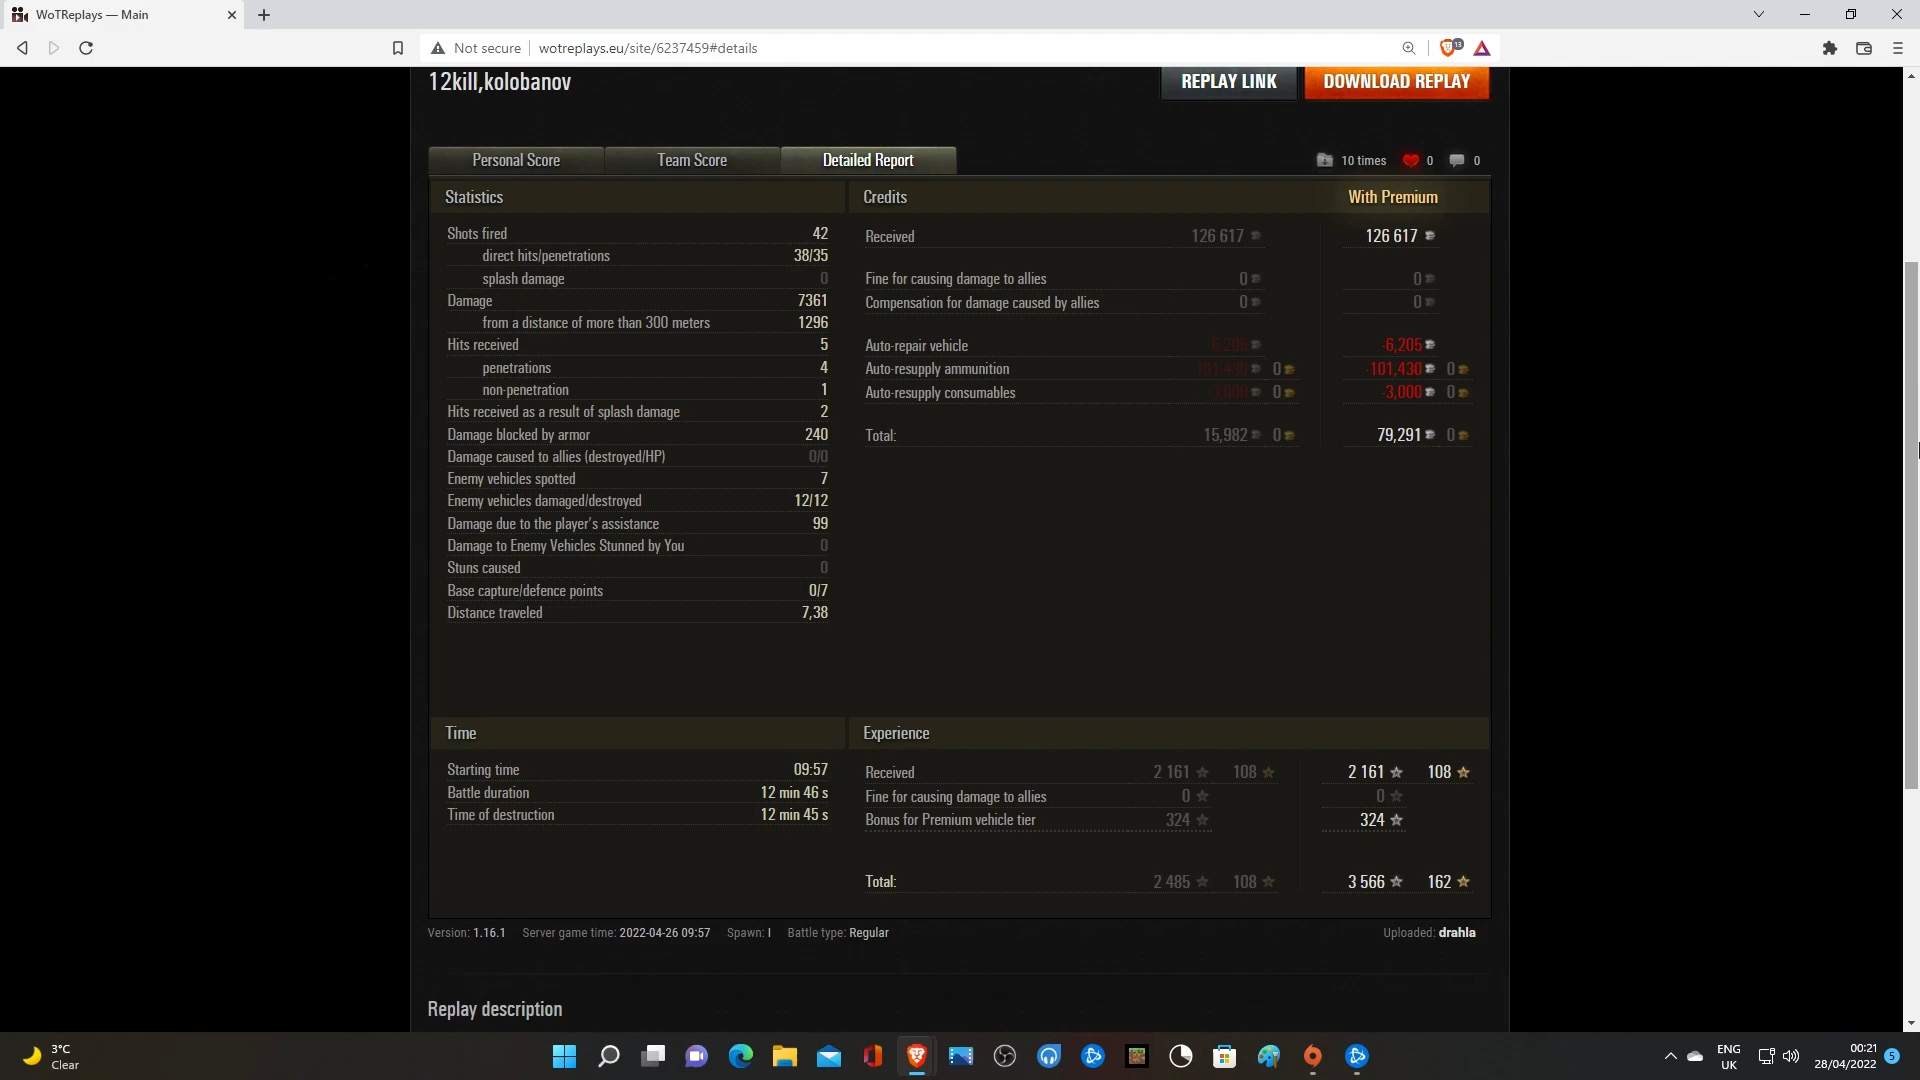 WoTReplays — Main
Not secure wotreplays.eu/site/6237459#details
13
12kill,kolobanov
REPLAY LINK DOWNLOAD REPLAY
Personal Score Team Score Detailed Report 10 times 0 0
Statistics Credits With Premium
Shots fired 42
direct hits/penetrations 38/35
splash damage 0
Damage 7361
from a distance of more than 300 meters 1296
Hits received 5
penetrations 4
non-penetration 1
Hits received as a result of splash damage 2
Damage blocked by armor 240
Damage caused to allies (destroyed/HP) 0/0
Enemy vehicles spotted 7
Enemy vehicles damaged/destroyed 12/12
Damage due to the player's assistance 99
Damage to Enemy Vehicles Stunned by You 0
Stuns caused 0
Base capture/defence points 0/7
Distance traveled 7,38
Received 126 617 126 617
Fine for causing damage to allies 0 0
Compensation for damage caused by allies 0 0
Auto-repair vehicle -6,205 -6,205
Auto-resupply ammunition -101,430 0 -101,430 0
Auto-resupply consumables -3,000 0 -3,000 0
Total: 15,982 0 79,291 0
Time
Starting time 09:57
Battle duration 12 min 46 s
Time of destruction 12 min 45 s
Experience
Received 2 161 108 2 161 108
Fine for causing damage to allies 0 0
Bonus for Premium vehicle tier 324 324
Total: 2 485 108 3 566 162
Version: 1.16.1 Server game time: 2022-04-26 09:57 Spawn: I Battle type: Regular Uploaded: drahla
Replay description
3°C
Clear
ENG
UK
00:21
28/04/2022
5